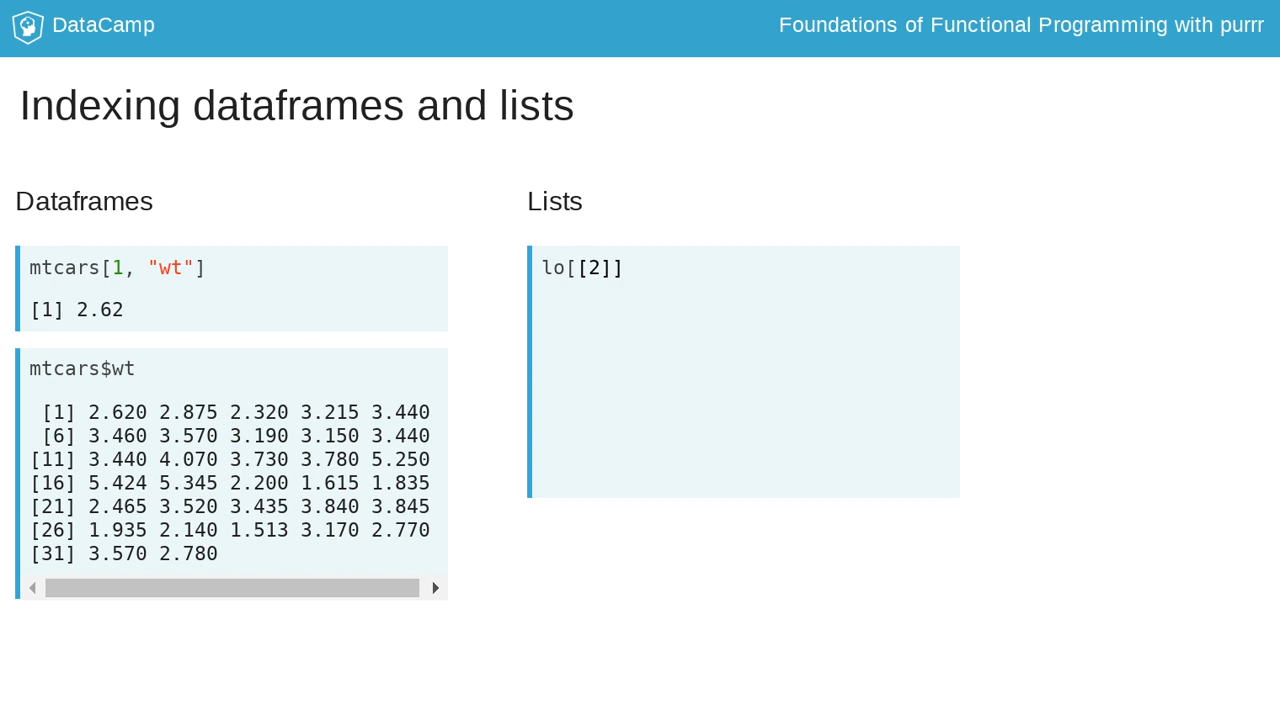 DataCamp
Foundations of Functional Programming with purrr
Indexing dataframes and lists
Dataframes
mtcars[1, "wt"]
[1] 2.62
mtcars$wt
 [1] 2.620 2.875 2.320 3.215 3.440
 [6] 3.460 3.570 3.190 3.150 3.440
[11] 3.440 4.070 3.730 3.780 5.250
[16] 5.424 5.345 2.200 1.615 1.835
[21] 2.465 3.520 3.435 3.840 3.845
[26] 1.935 2.140 1.513 3.170 2.770
[31] 3.570 2.780
Lists
lo[[2]]